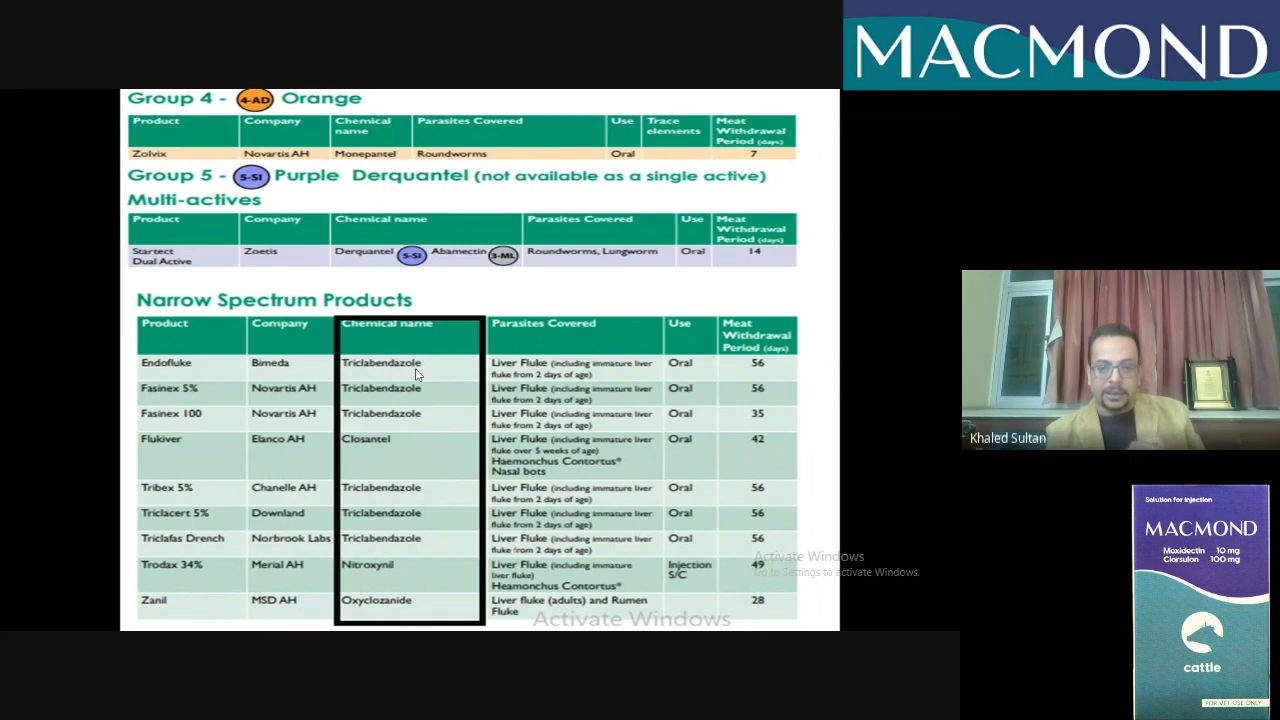 MACMOND
Group 4 - 4-AD Orange
Product Company Chemical name Parasites Covered Use Trace elements Meat Withdrawal Period (days)
Zolvix Novartis AH Monepantel Roundworms Oral 7
Group 5 - 5-SI Purple Derquantel (not available as a single active)
Multi-actives
Product Company Chemical name Parasites Covered Use Meat Withdrawal Period (days)
Startect Dual Active Zoetis Derquantel 5-SI Abamectin 3-ML Roundworms, Lungworm Oral 14
Narrow Spectrum Products
Product Company Chemical name Parasites Covered Use Meat Withdrawal Period (days)
Endofluke Bimeda Triclabendazole Liver Fluke (including immature liver fluke from 2 days of age) Oral 56
Fasinex 5% Novartis AH Triclabendazole Liver Fluke (including immature liver fluke from 2 days of age) Oral 56
Fasinex 100 Novartis AH Triclabendazole Liver Fluke (including immature liver fluke from 2 days of age) Oral 35
Flukiver Elanco AH Closantel Liver Fluke (including immature liver fluke over 5 weeks of age) Haemonchus Contortus* Nasal bots Oral 42
Tribex 5% Chanelle AH Triclabendazole Liver Fluke (including immature liver fluke from 2 days of age) Oral 56
Triclacert 5% Downland Triclabendazole Liver Fluke (including immature liver fluke from 2 days of age) Oral 56
Triclafas Drench Norbrook Labs Triclabendazole Liver Fluke (including immature liver fluke from 2 days of age) Oral 56
Trodax 34% Merial AH Nitroxynil Liver Fluke (including immature liver fluke) Heamonchus Contortus* Injection S/C 49
Zanil MSD AH Oxyclozanide Liver fluke (adults) and Rumen Fluke Oral 28
Activate Windows
Activate Windows
Go to Settings to activate Windows.
Khaled Sultan
Solution for Injection
MACMOND
Moxidectin 10 mg
Clorsulon 100 mg
cattle
FOR VET. USE ONLY